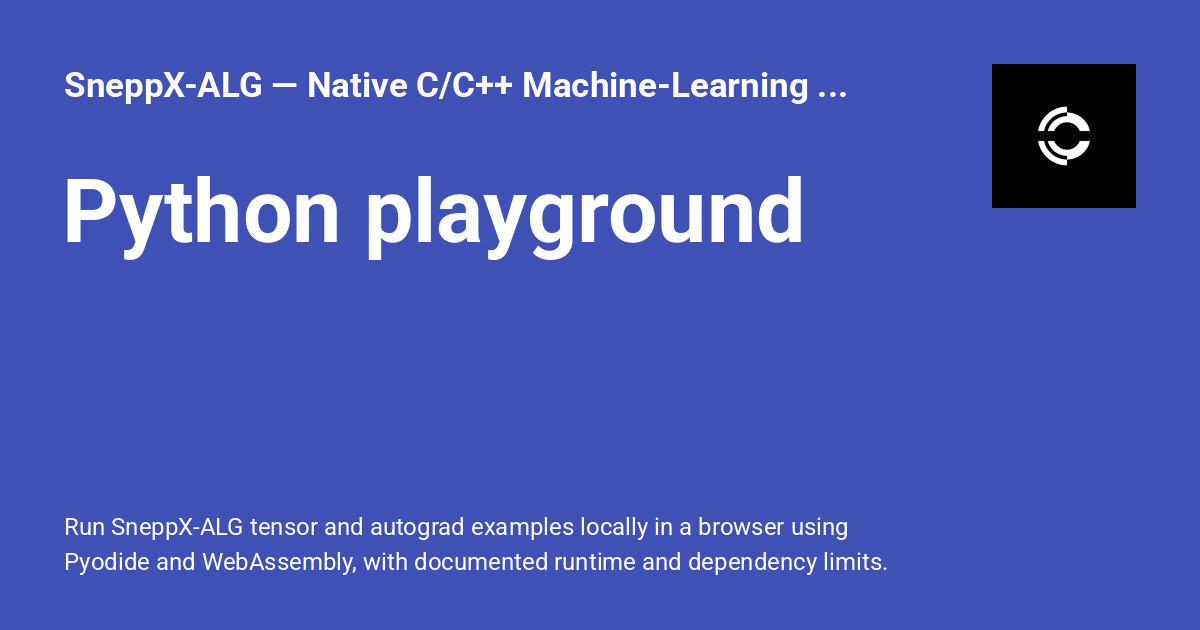 SneppX-ALG — Native C/C++ Machine-Learning ...
Python playground
Run SneppX-ALG tensor and autograd examples locally in a browser using
Pyodide and WebAssembly, with documented runtime and dependency limits.